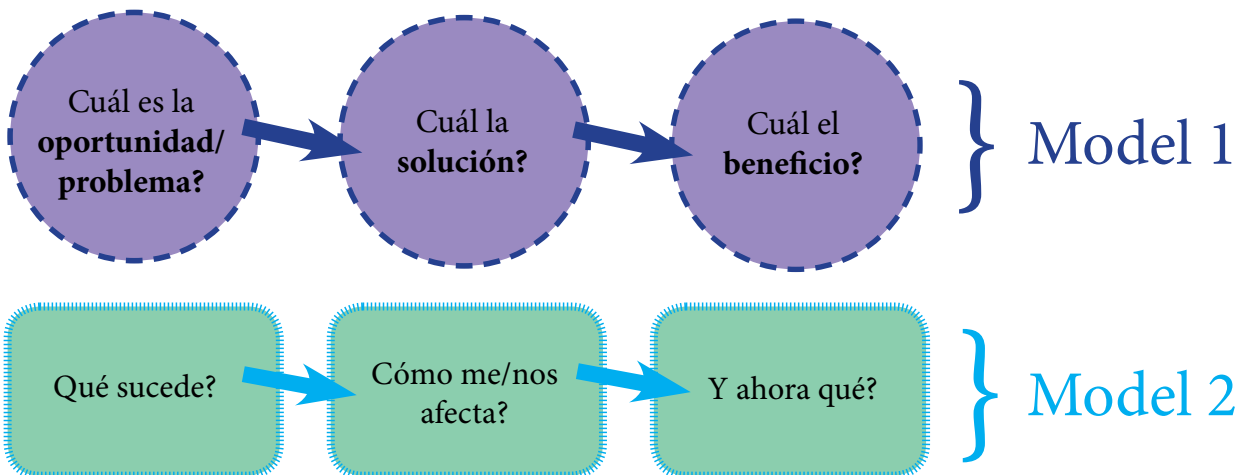 Cuál es la
oportunidad/
problema?
Cuál la
solución?
Cuál el
beneficio?
Model 1
Qué sucede?
Cómo me/nos
afecta?
Y ahora qué?
Model 2